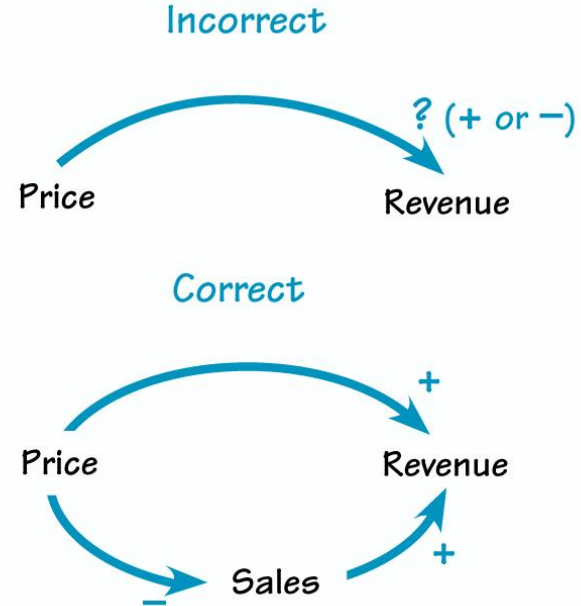 Incorrect
? (+ or −)
Price
Revenue
Correct
+
Price
Revenue
+
Sales
−